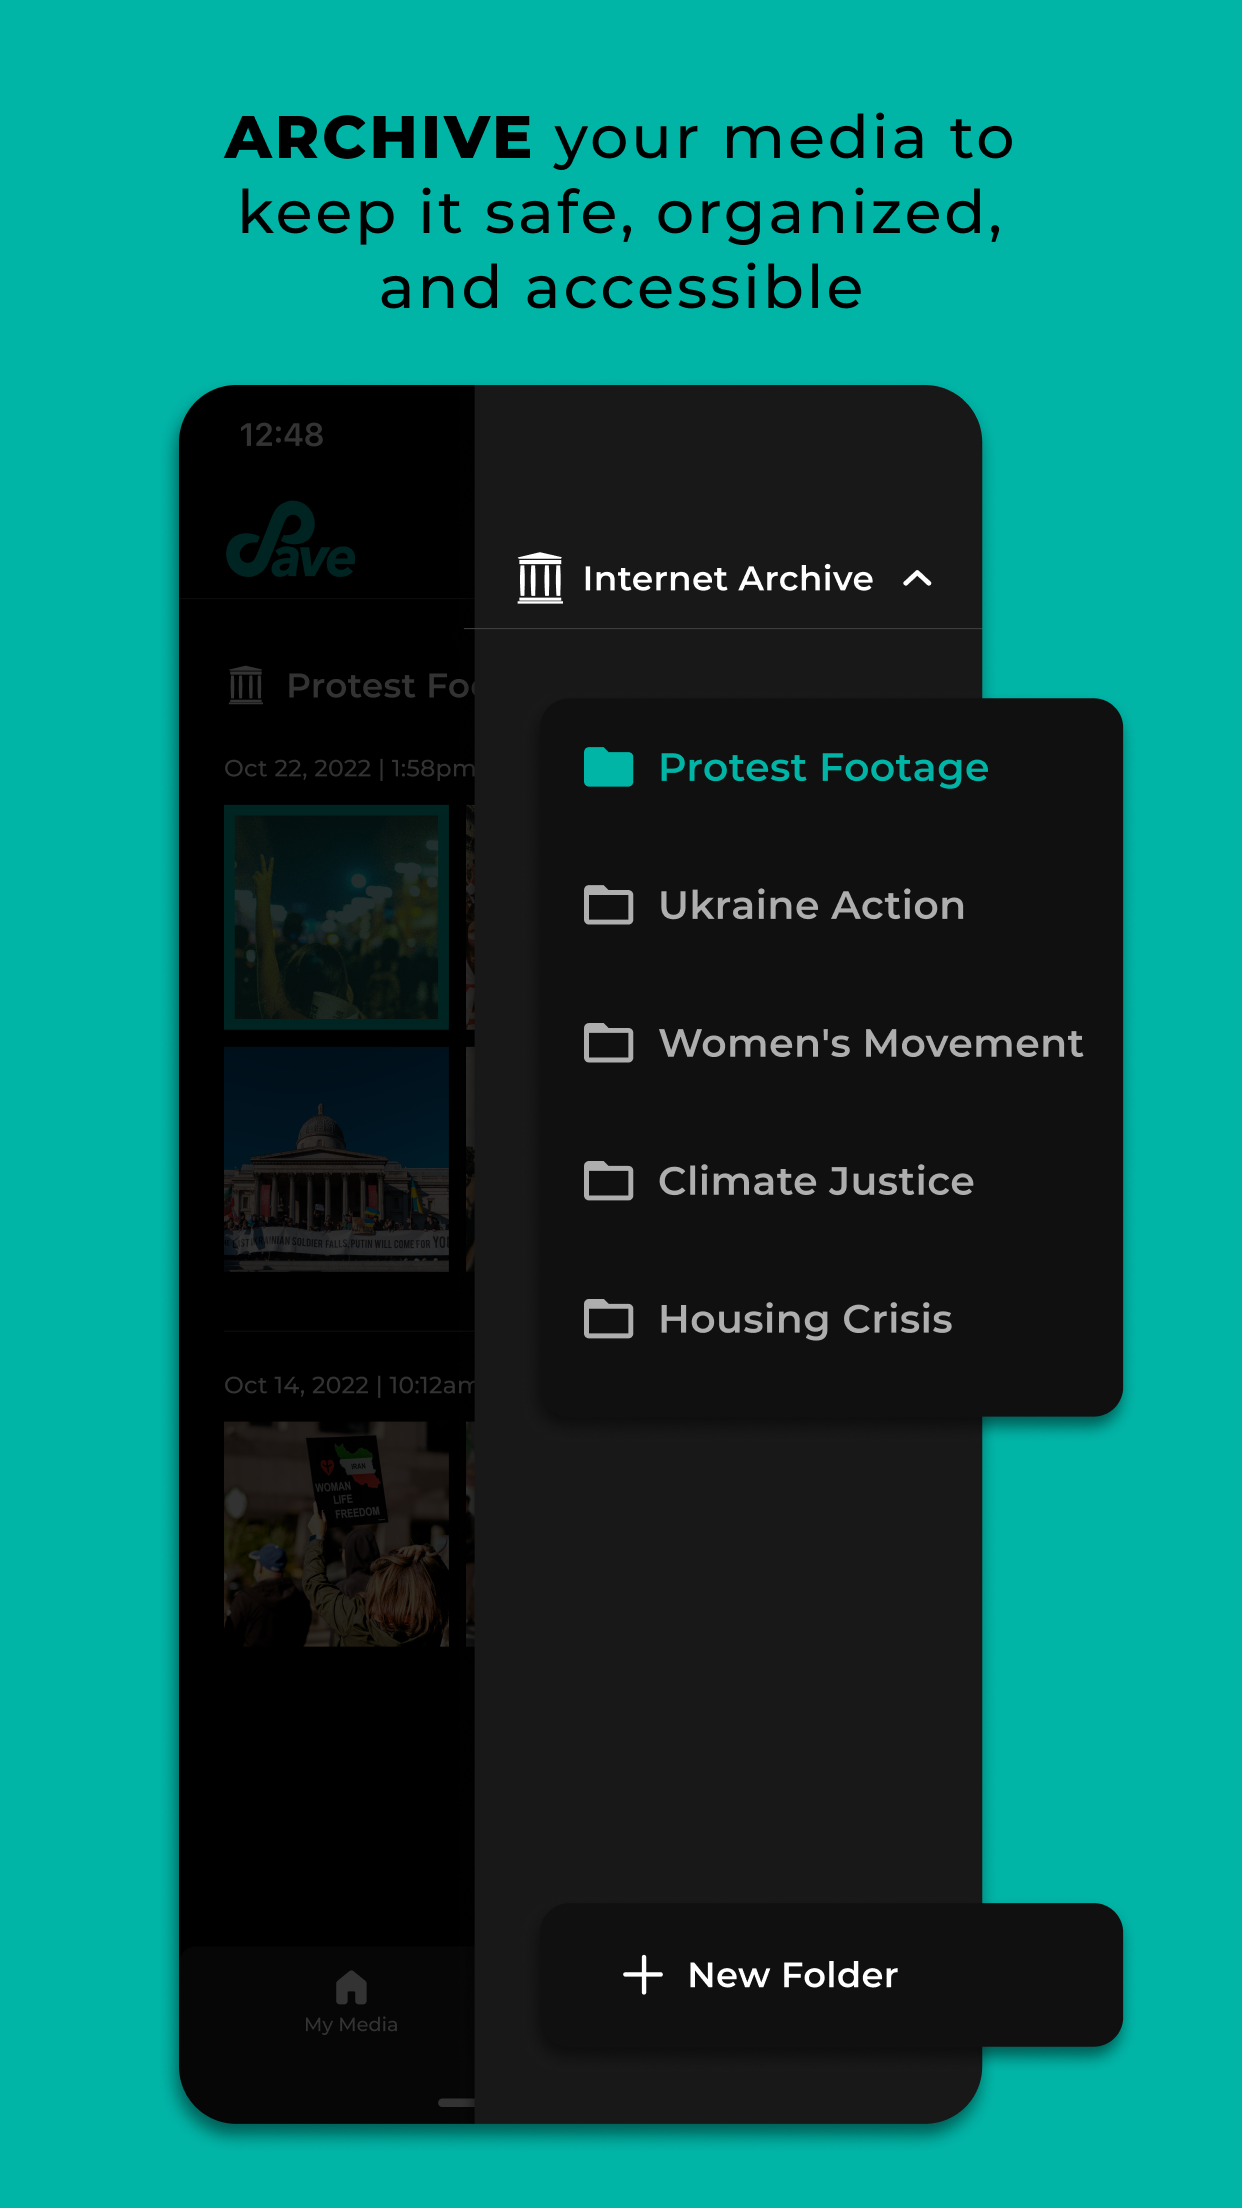 ARCHIVE your media to
keep it safe, organized,
and accessible
12:48
Save
Internet Archive
Protest Foo
Oct 22, 2022 | 1:58pm
Protest Footage
Ukraine Action
Women's Movement
Climate Justice
Housing Crisis
SOLDIER FALLS, PUTIN WILL COME FOR YO
Oct 14, 2022 | 10:12am
IRAN
WOMAN
LIFE
FREEDOM
New Folder
My Media